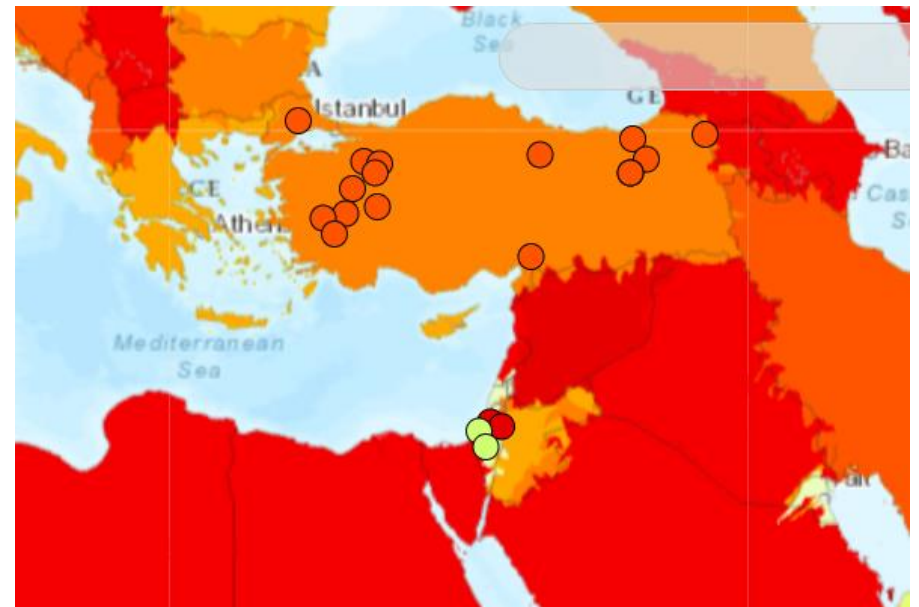 Black
Sea
A
Istanbul
GE
Ba
CE
Athen
Cas
S
Mediterranean
Sea